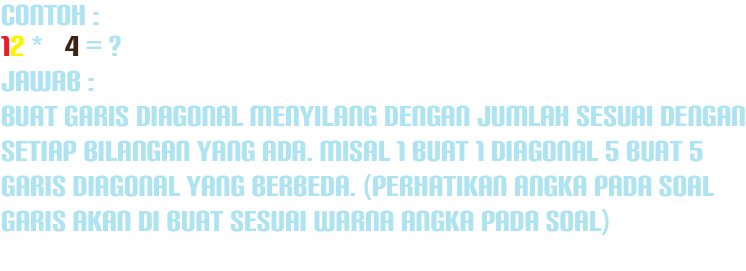 CONTOH :
12 * 4 = ?
JAWAB :
BUAT GARIS DIAGONAL MENYILANG DENGAN JUMLAH SESUAI DENGAN
SETIAP BILANGAN YANG ADA. MISAL 1 BUAT 1 DIAGONAL 5 BUAT 5
GARIS DIAGONAL YANG BERBEDA. (PERHATIKAN ANGKA PADA SOAL
GARIS AKAN DI BUAT SESUAI WARNA ANGKA PADA SOAL)